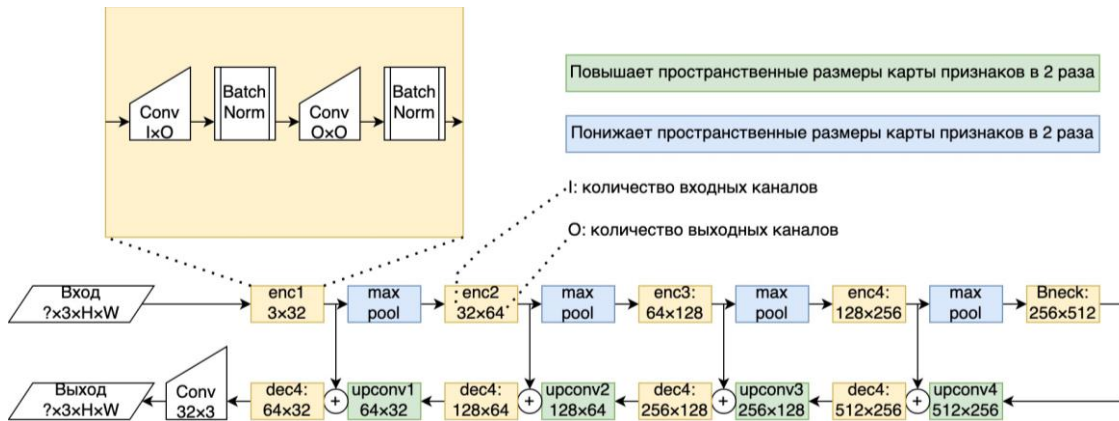 Conv
I×O
Batch
Norm
Conv
O×O
Batch
Norm
Повышает пространственные размеры карты признаков в 2 раза
Понижает пространственные размеры карты признаков в 2 раза
I: количество входных каналов
O: количество выходных каналов
Вход
?×3×H×W
enc1
3×32
max
pool
enc2
32×64
max
pool
enc3:
64×128
max
pool
enc4:
128×256
max
pool
Bneck:
256×512
Выход
?×3×H×W
Conv
32×3
dec4:
64×32
+
upconv1
64×32
dec4:
128×64
+
upconv2
128×64
dec4:
256×128
+
upconv3
256×128
dec4:
512×256
+
upconv4
512×256